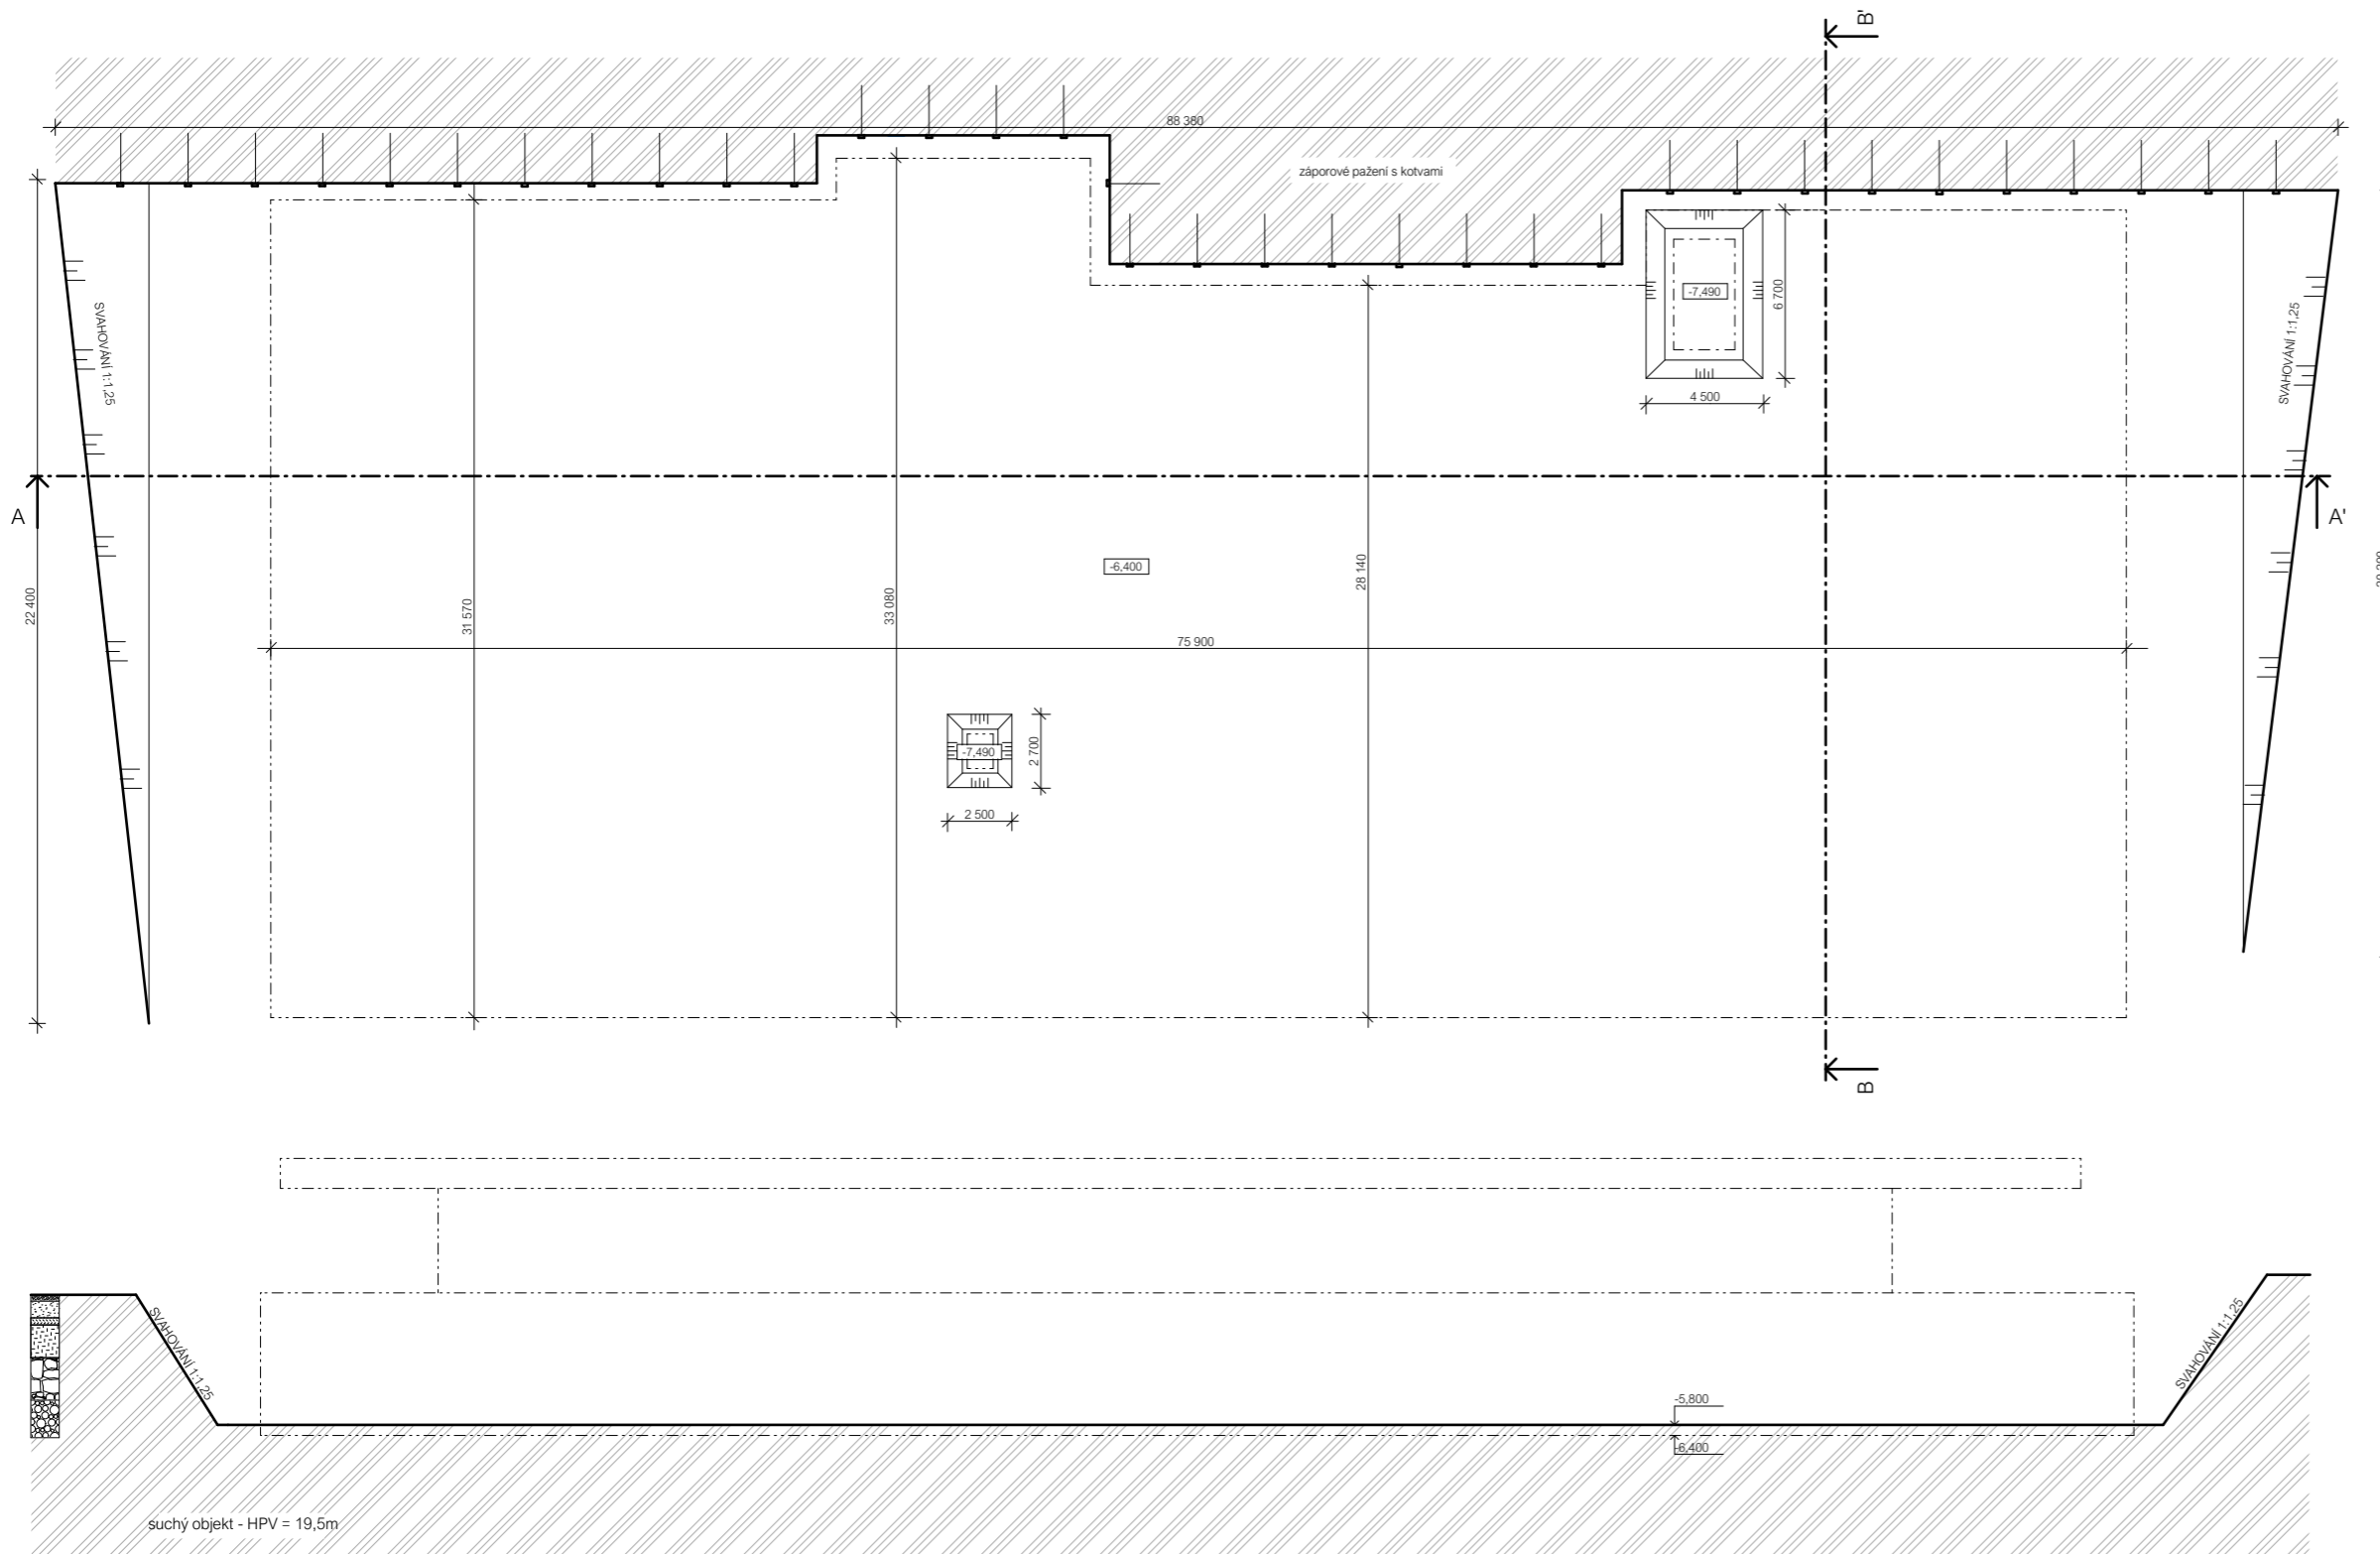 B'
88 380
záporové pažení s kotvami
-7,490
6 700
4 500
SVAHOVÁNÍ 1:1,25
SVAHOVÁNÍ 1:1,25
A
A'
22 400
31 570
33 080
-6,400
28 140
75 900
-7,490
2 700
2 500
B
SVAHOVÁNÍ 1:1,25
SVAHOVÁNÍ 1:1,25
-5,800
-6,400
suchý objekt - HPV = 19,5m